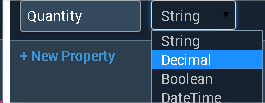 Quantity String
String
+ New Property Decimal
Boolean
DateTime